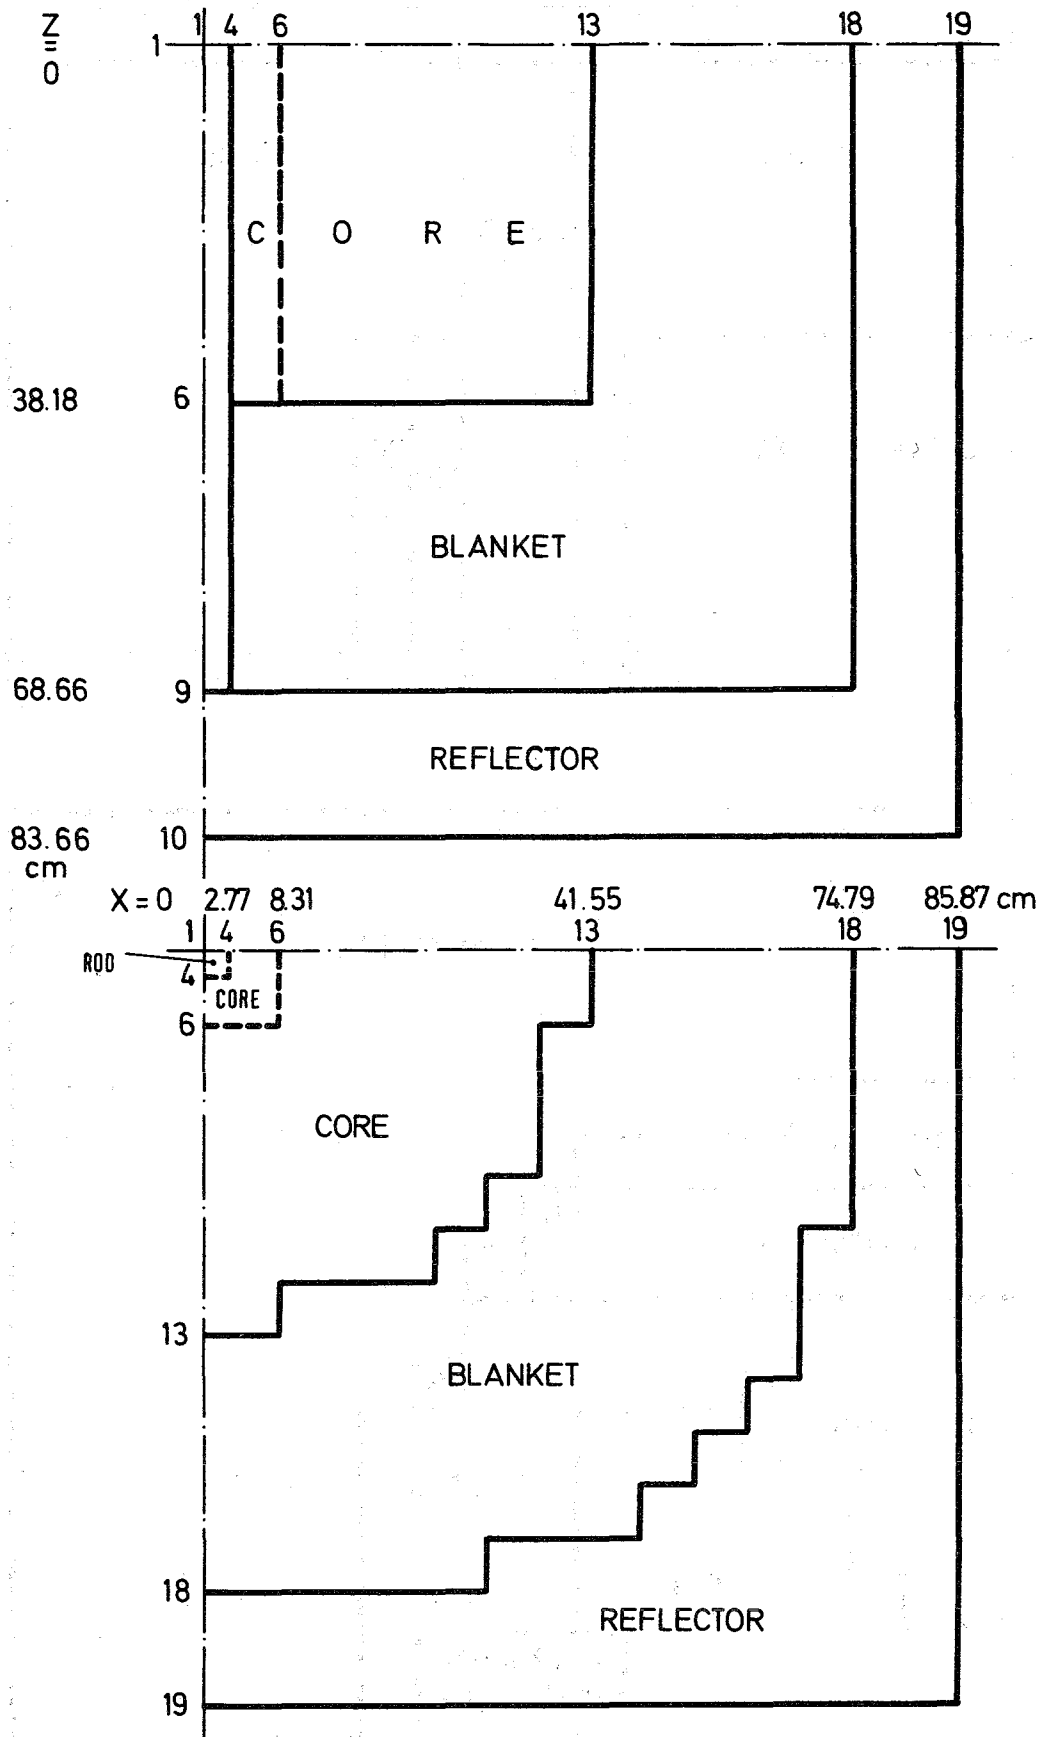 Z 1 4 6 13 18 19
= 1
0
C O R E
38.18 6
BLANKET
68.66 9
REFLECTOR
83.66 10
cm
X = 0 2.77 8.31 41.55 74.79 85.87 cm
1 4 6 13 18 19
ROD
4
CORE
6
CORE
13
BLANKET
18
REFLECTOR
19